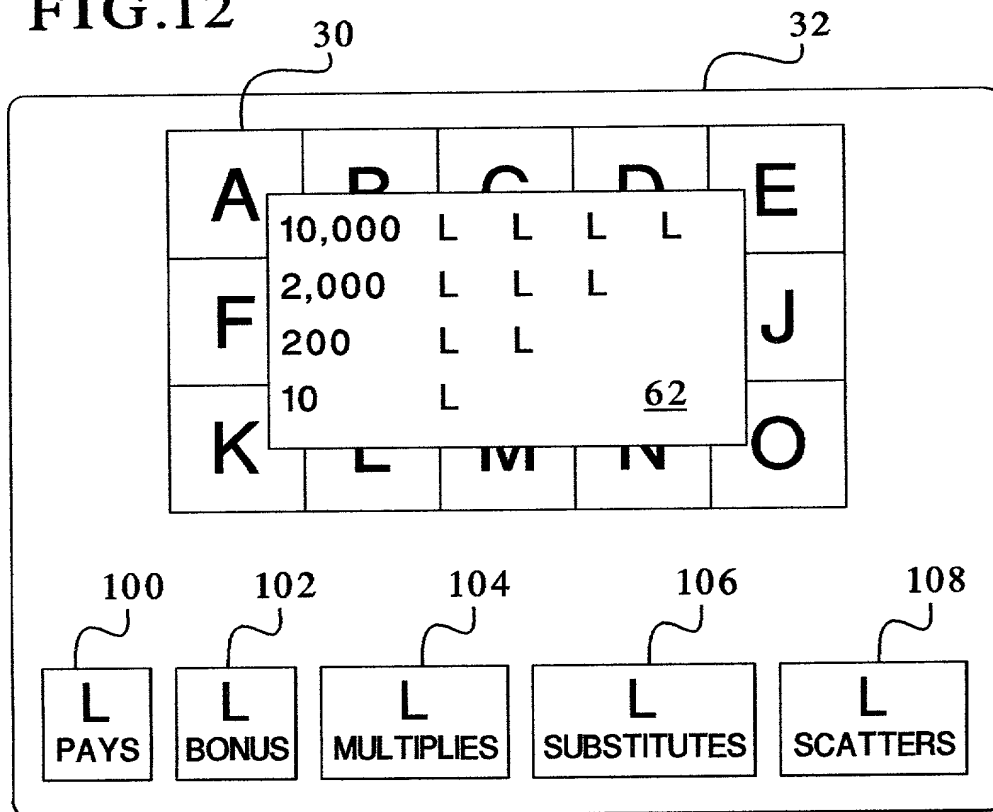 FIG.12
30 32
A B C D E
10,000 L L L L
2,000 L L L
F J
200 L L
10 L 62
K L M N O
100 102 104 106 108
L L L L L
PAYS BONUS MULTIPLIES SUBSTITUTES SCATTERS